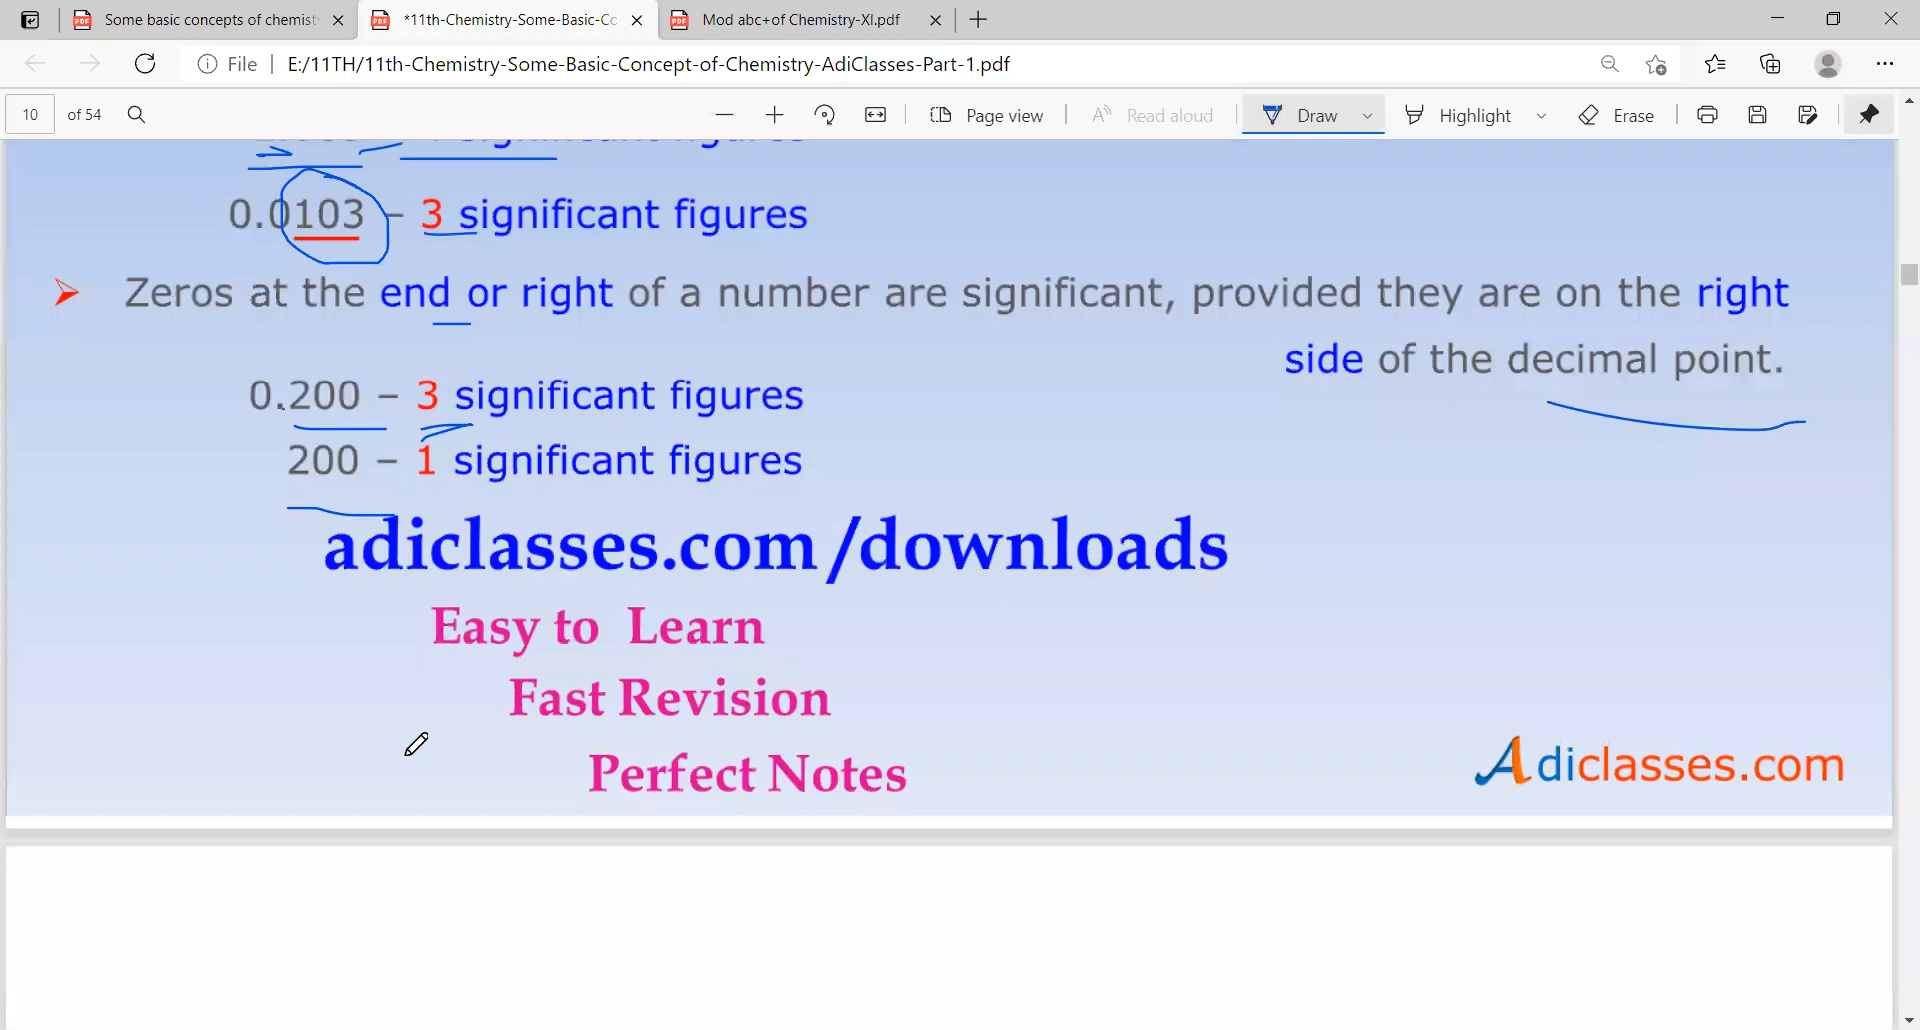 Some basic concepts of chemist
*11th-Chemistry-Some-Basic-Co
Mod abc+of Chemistry-XI.pdf
File
E:/11TH/11th-Chemistry-Some-Basic-Concept-of-Chemistry-AdiClasses-Part-1.pdf
10 of 54
Page view
Read aloud
Draw
Highlight
Erase
significant figures
0.0103 – 3 significant figures
Zeros at the end or right of a number are significant, provided they are on the right
side of the decimal point.
0.200 – 3 significant figures
200 – 1 significant figures
adiclasses.com /downloads
Easy to Learn
Fast Revision
Perfect Notes
Adiclasses.com